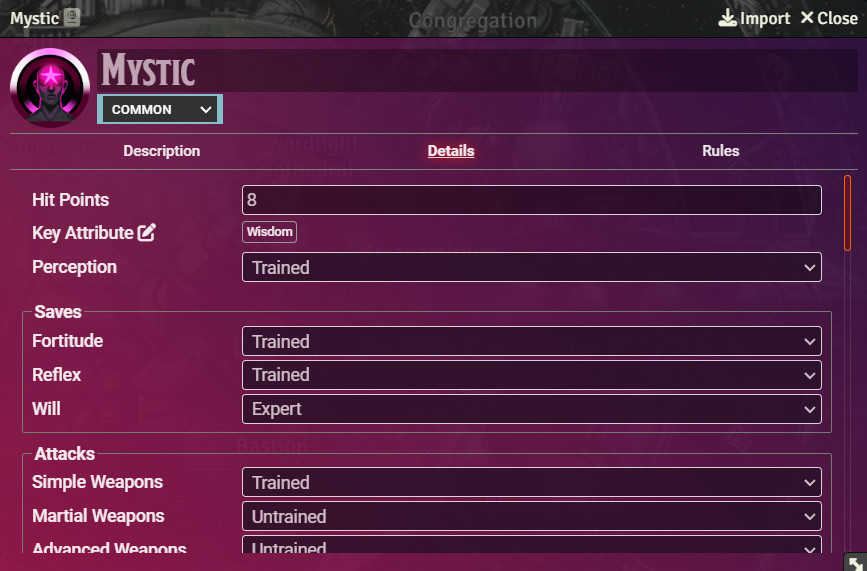 Mystic
Congregation
Import
Close
Mystic
COMMON
Description
Details
Rules
Hit Points
8
Key Attribute
Wisdom
Perception
Trained
Saves
Fortitude
Trained
Reflex
Trained
Will
Expert
Bastion
Attacks
Simple Weapons
Trained
Martial Weapons
Untrained
Advanced Weapons
Untrained